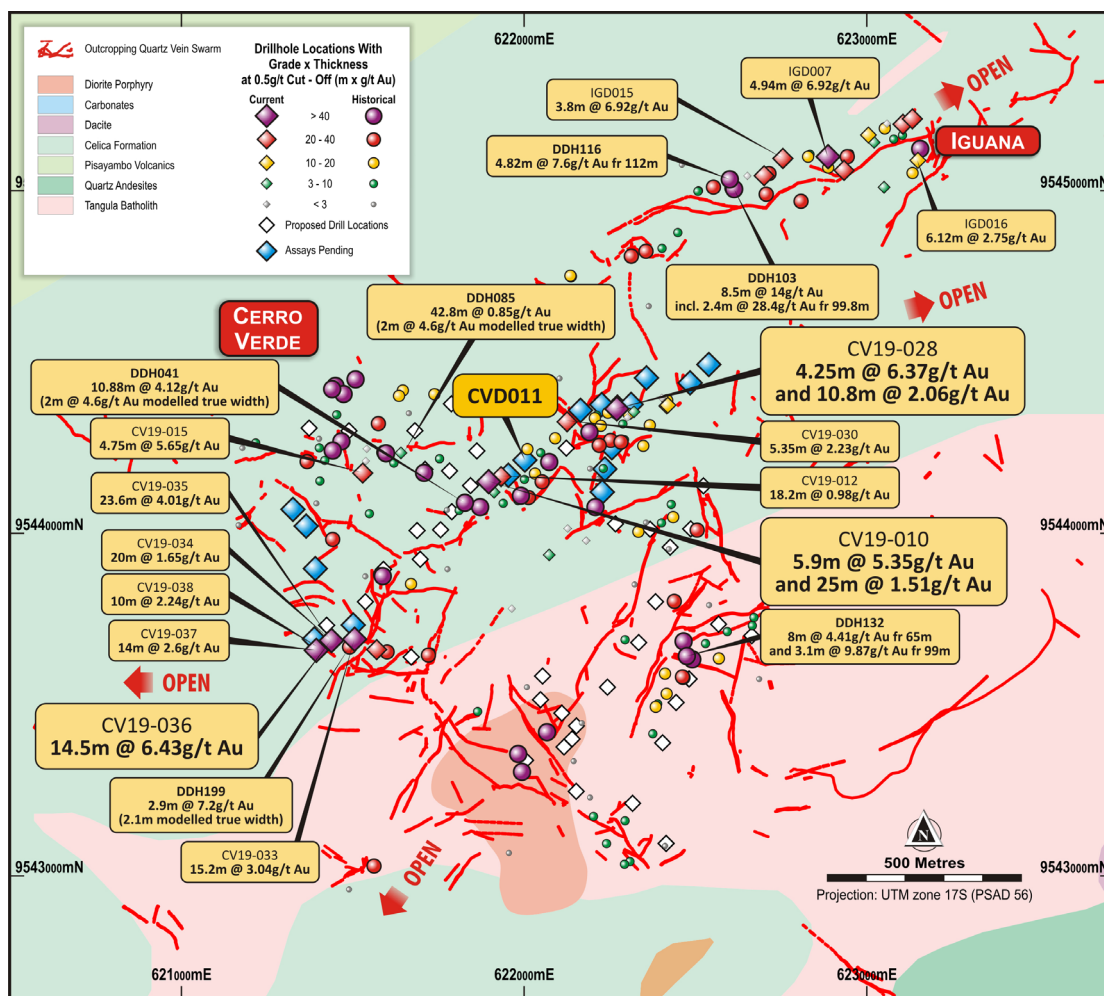 Outcropping Quartz Vein Swarm
Diorite Porphyry
Carbonates
Dacite
Celica Formation
Pisayambo Volcanics
Quartz Andesites
Tangula Batholith
Drillhole Locations With
Grade x Thickness
at 0.5g/t Cut - Off (m x g/t Au)
Current Historical
> 40
20 - 40
10 - 20
3 - 10
< 3
Proposed Drill Locations
Assays Pending
622000mE
623000mE
IGD007
4.94m @ 6.92g/t Au
IGD015
3.8m @ 6.92g/t Au
OPEN
IGUANA
DDH116
4.82m @ 7.6g/t Au fr 112m
9545000mN
IGD016
6.12m @ 2.75g/t Au
DDH103
8.5m @ 14g/t Au
incl. 2.4m @ 28.4g/t Au fr 99.8m
OPEN
DDH085
42.8m @ 0.85g/t Au
(2m @ 4.6g/t Au modelled true width)
CERRO
VERDE
DDH041
10.88m @ 4.12g/t Au
(2m @ 4.6g/t Au modelled true width)
CVD011
CV19-028
4.25m @ 6.37g/t Au
and 10.8m @ 2.06g/t Au
CV19-015
4.75m @ 5.65g/t Au
CV19-030
5.35m @ 2.23g/t Au
CV19-035
23.6m @ 4.01g/t Au
CV19-012
18.2m @ 0.98g/t Au
9544000mN
9544000mN
CV19-034
20m @ 1.65g/t Au
CV19-010
5.9m @ 5.35g/t Au
and 25m @ 1.51g/t Au
CV19-038
10m @ 2.24g/t Au
CV19-037
14m @ 2.6g/t Au
DDH132
8m @ 4.41g/t Au fr 65m
and 3.1m @ 9.87g/t Au fr 99m
OPEN
CV19-036
14.5m @ 6.43g/t Au
DDH199
2.9m @ 7.2g/t Au
(2.1m modelled true width)
CV19-033
15.2m @ 3.04g/t Au
OPEN
N
500 Metres
Projection: UTM zone 17S (PSAD 56)
9543000mN
9543000mN
621000mE
622000mE
623000mE